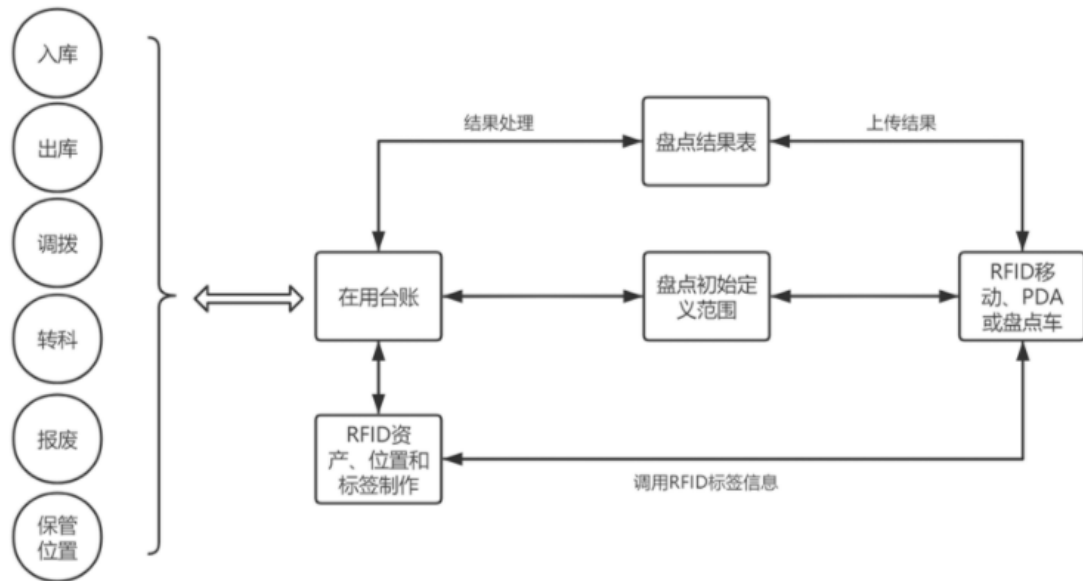 入库
出库
调拨
转科
报废
保管
位置
结果处理
盘点结果表
上传结果
在用台账
盘点初始定
义范围
RFID移
动、PDA
或盘点车
RFID资
产、位置和
标签制作
调用RFID标签信息